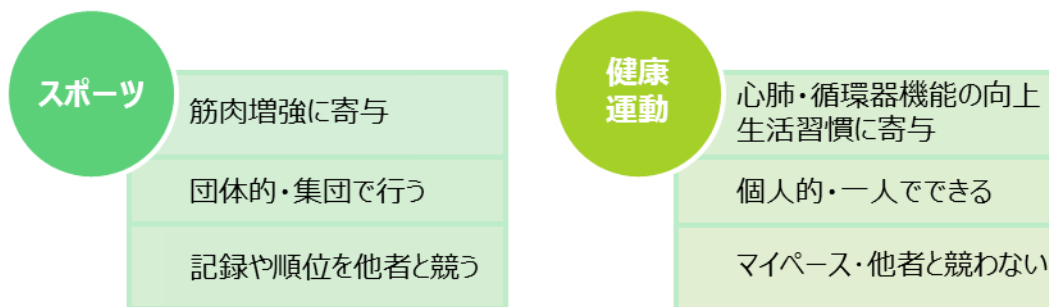 スポーツ
筋肉増強に寄与
団体的・集団で行う
記録や順位を他者と競う
健康
運動
心肺・循環器機能の向上
生活習慣に寄与
個人的・一人でできる
マイペース・他者と競わない